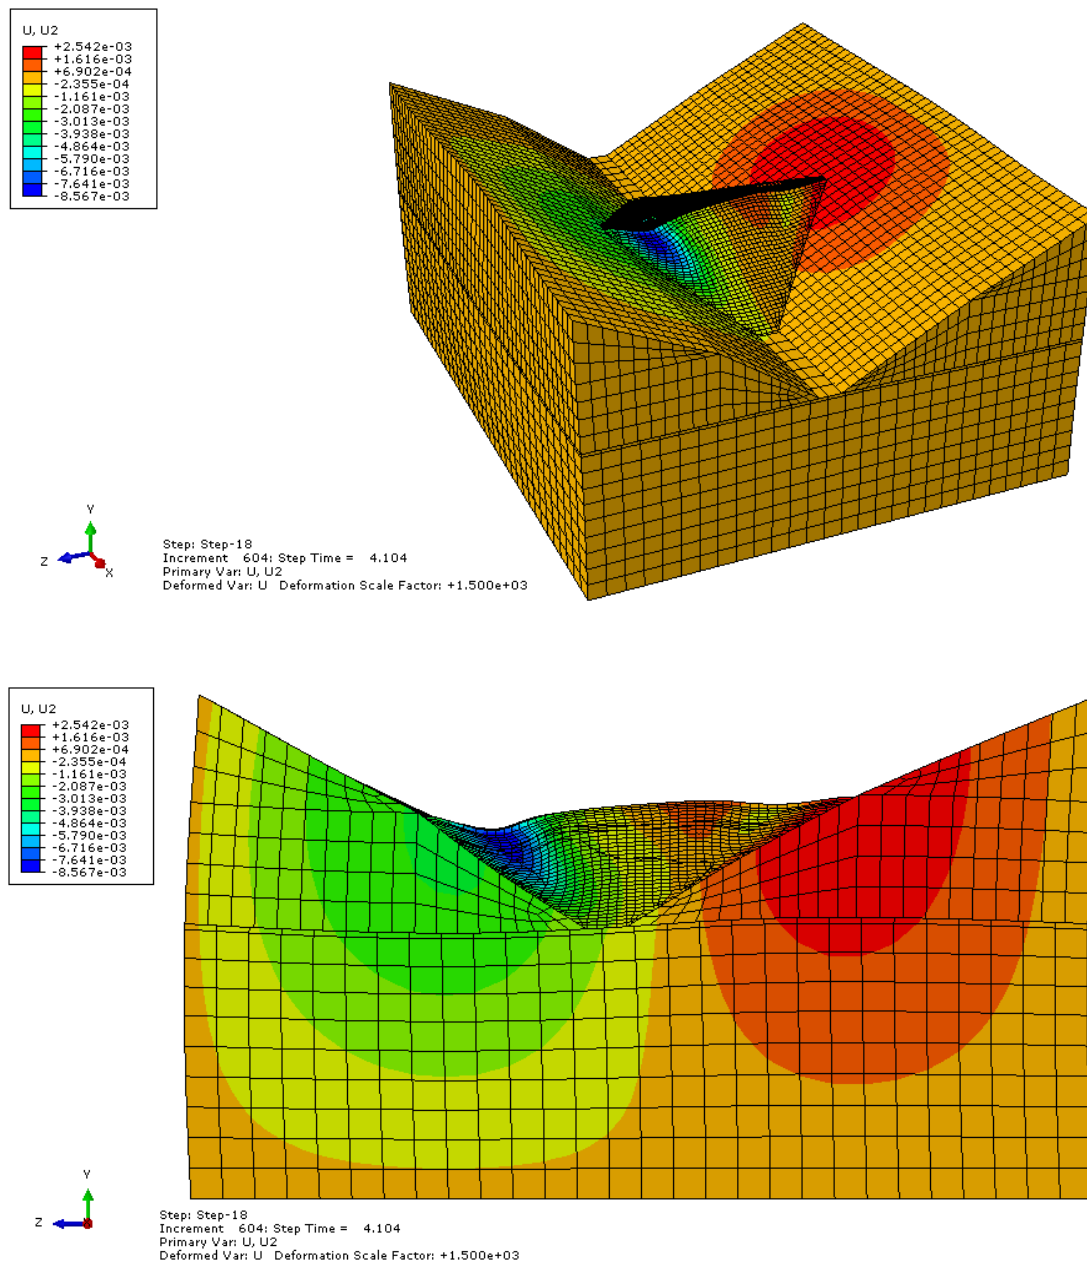 U, U2
+2.542e-03
+1.616e-03
+6.902e-04
-2.355e-04
-1.161e-03
-2.087e-03
-3.013e-03
-3.938e-03
-4.864e-03
-5.790e-03
-6.716e-03
-7.641e-03
-8.567e-03
Y
Z
X
Step: Step-18
Increment 604: Step Time = 4.104
Primary Var: U, U2
Deformed Var: U Deformation Scale Factor: +1.500e+03
U, U2
+2.542e-03
+1.616e-03
+6.902e-04
-2.355e-04
-1.161e-03
-2.087e-03
-3.013e-03
-3.938e-03
-4.864e-03
-5.790e-03
-6.716e-03
-7.641e-03
-8.567e-03
Y
Z
Step: Step-18
Increment 604: Step Time = 4.104
Primary Var: U, U2
Deformed Var: U Deformation Scale Factor: +1.500e+03